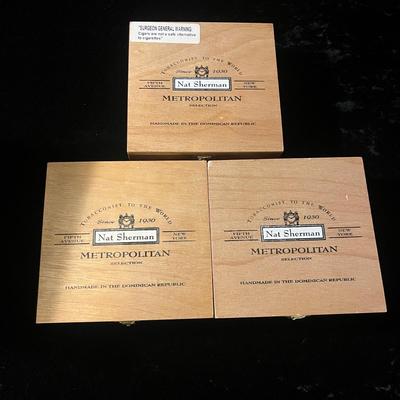 "SURGEON GENERAL WARNING:
Cigars are not a safe alternative
to cigarettes"
TOBACCONIST TO THE WORLD
Since 1930
FIFTH AVENUE Nat Sherman NEW YORK
METROPOLITAN
SELECTION
HANDMADE IN THE DOMINICAN REPUBLIC
TOBACCONIST TO THE WORLD
Since 1930
FIFTH AVENUE Nat Sherman NEW YORK
METROPOLITAN
SELECTION
HANDMADE IN THE DOMINICAN REPUBLIC
TOBACCONIST TO THE WORLD
Since 1930
FIFTH AVENUE Nat Sherman NEW YORK
METROPOLITAN
SELECTION
HANDMADE IN THE DOMINICAN REPUBLIC